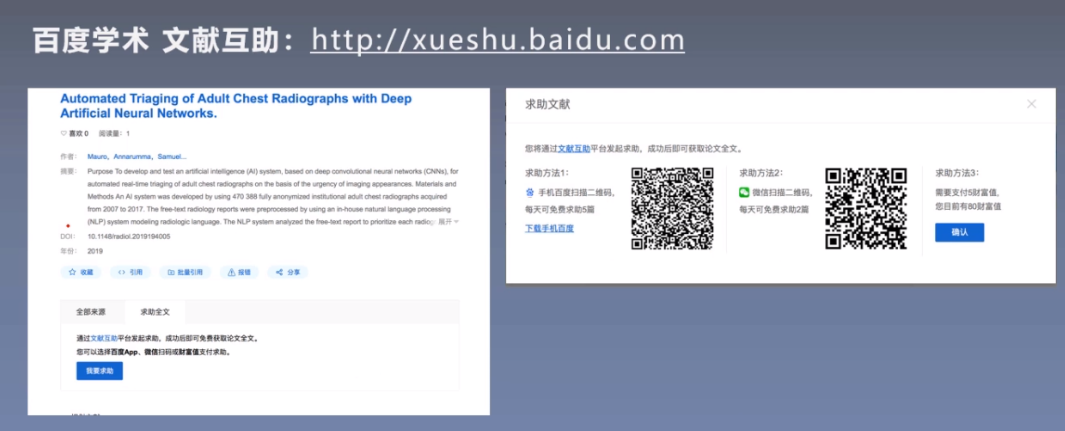 百度学术 文献互助：http://xueshu.baidu.com
Automated Triaging of Adult Chest Radiographs with Deep
Artificial Neural Networks.
喜欢 0 阅读量：1
作者： Mauro, Annarumma, Samuel...
摘要： Purpose To develop and test an artificial intelligence (AI) system, based on deep convolutional neural networks (CNNs), for
automated real-time triaging of adult chest radiographs on the basis of the urgency of imaging appearances. Materials and
Methods An AI system was developed by using 470 388 fully anonymized institutional adult chest radiographs acquired
from 2007 to 2017. The free-text radiology reports were preprocessed by using an in-house natural language processing
(NLP) system modeling radiologic language. The NLP system analyzed the free-text report to prioritize each radiog 展开
DOI： 10.1148/radiol.2019194005
年份： 2019
收藏 引用 批量引用 报错 分享
全部来源 求助全文
通过文献互助平台发起求助，成功后即可免费获取论文全文。
您可以选择百度App，微信扫码或财富值支付求助。
我要求助
求助文献
您将通过文献互助平台发起求助，成功后即可获取论文全文。
求助方法1：
手机百度扫描二维码，
每天可免费求助5篇
下载手机百度
求助方法2：
微信扫描二维码，
每天可免费求助2篇
求助方法3：
需要支付5财富值
您目前有80财富值
确认